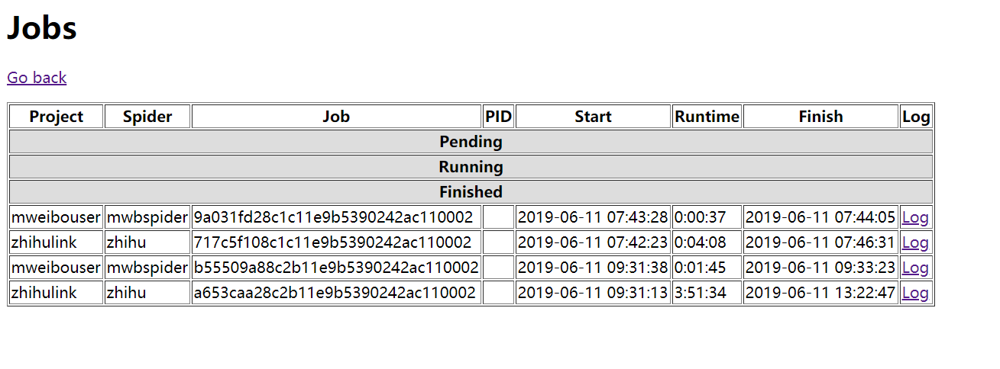 Jobs
Go back
Project Spider Job PID Start Runtime Finish Log
Pending
Running
Finished
mweibouser mwbspider 9a031fd28c1c11e9b5390242ac110002 2019-06-11 07:43:28 0:00:37 2019-06-11 07:44:05 Log
zhihulink zhihu 717c5f108c1c11e9b5390242ac110002 2019-06-11 07:42:23 0:04:08 2019-06-11 07:46:31 Log
mweibouser mwbspider b55509a88c2b11e9b5390242ac110002 2019-06-11 09:31:38 0:01:45 2019-06-11 09:33:23 Log
zhihulink zhihu a653caa28c2b11e9b5390242ac110002 2019-06-11 09:31:13 3:51:34 2019-06-11 13:22:47 Log